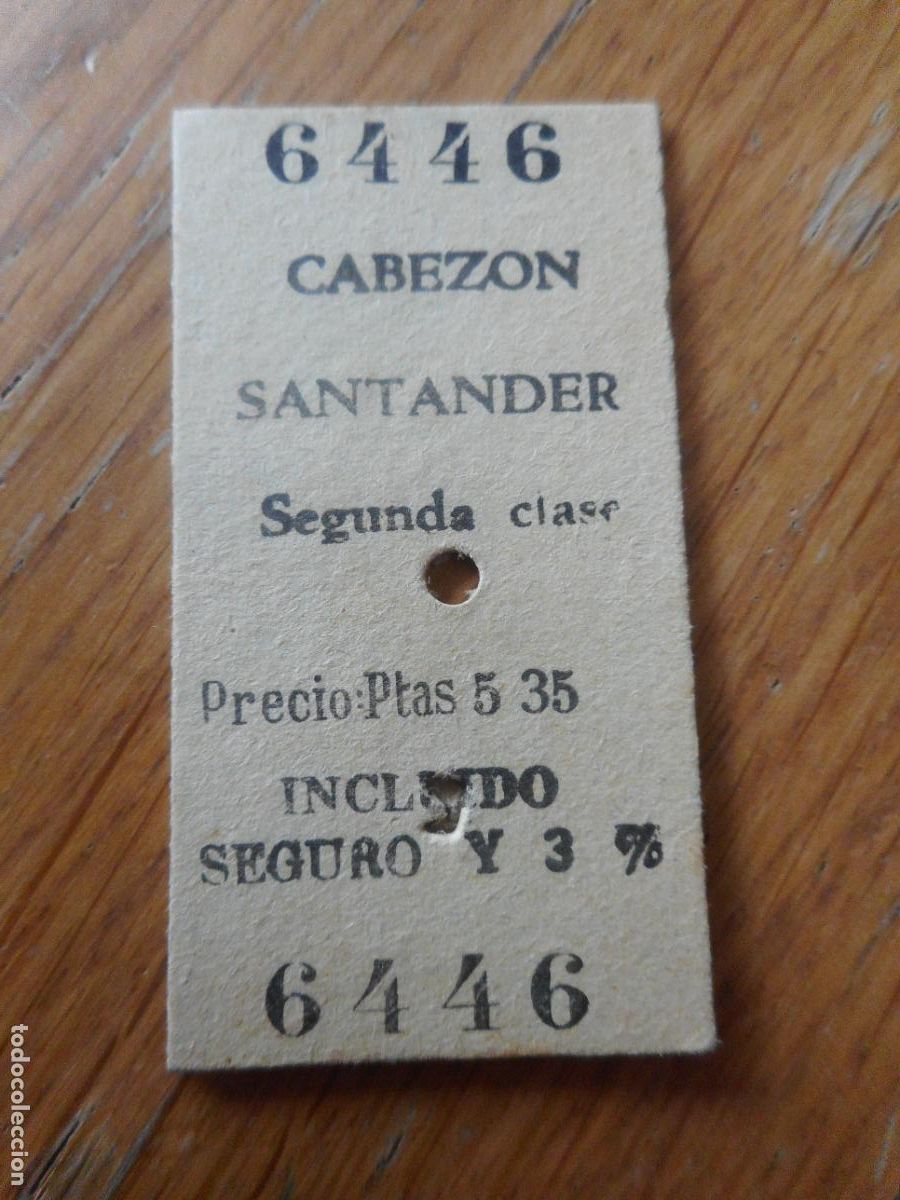 6446
CABEZON
SANTANDER
Segunda clase
Precio:Ptas 5 35
INCLUIDO
SEGURO Y 3 %
6446
todocoleccion